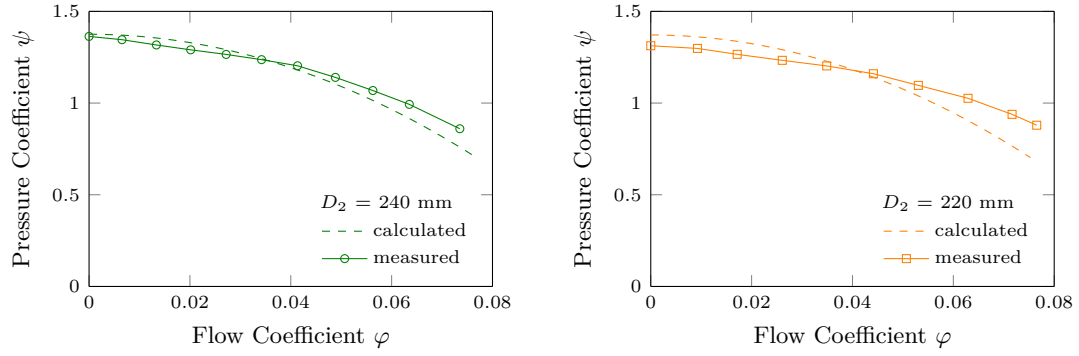 1.5
1
0.5
0
0
0.02
0.04
0.06
0.08
Pressure Coefficient ψ
Flow Coefficient φ
D₂ = 240 mm
calculated
measured
1.5
1
0.5
0
0
0.02
0.04
0.06
0.08
Pressure Coefficient ψ
Flow Coefficient φ
D₂ = 220 mm
calculated
measured